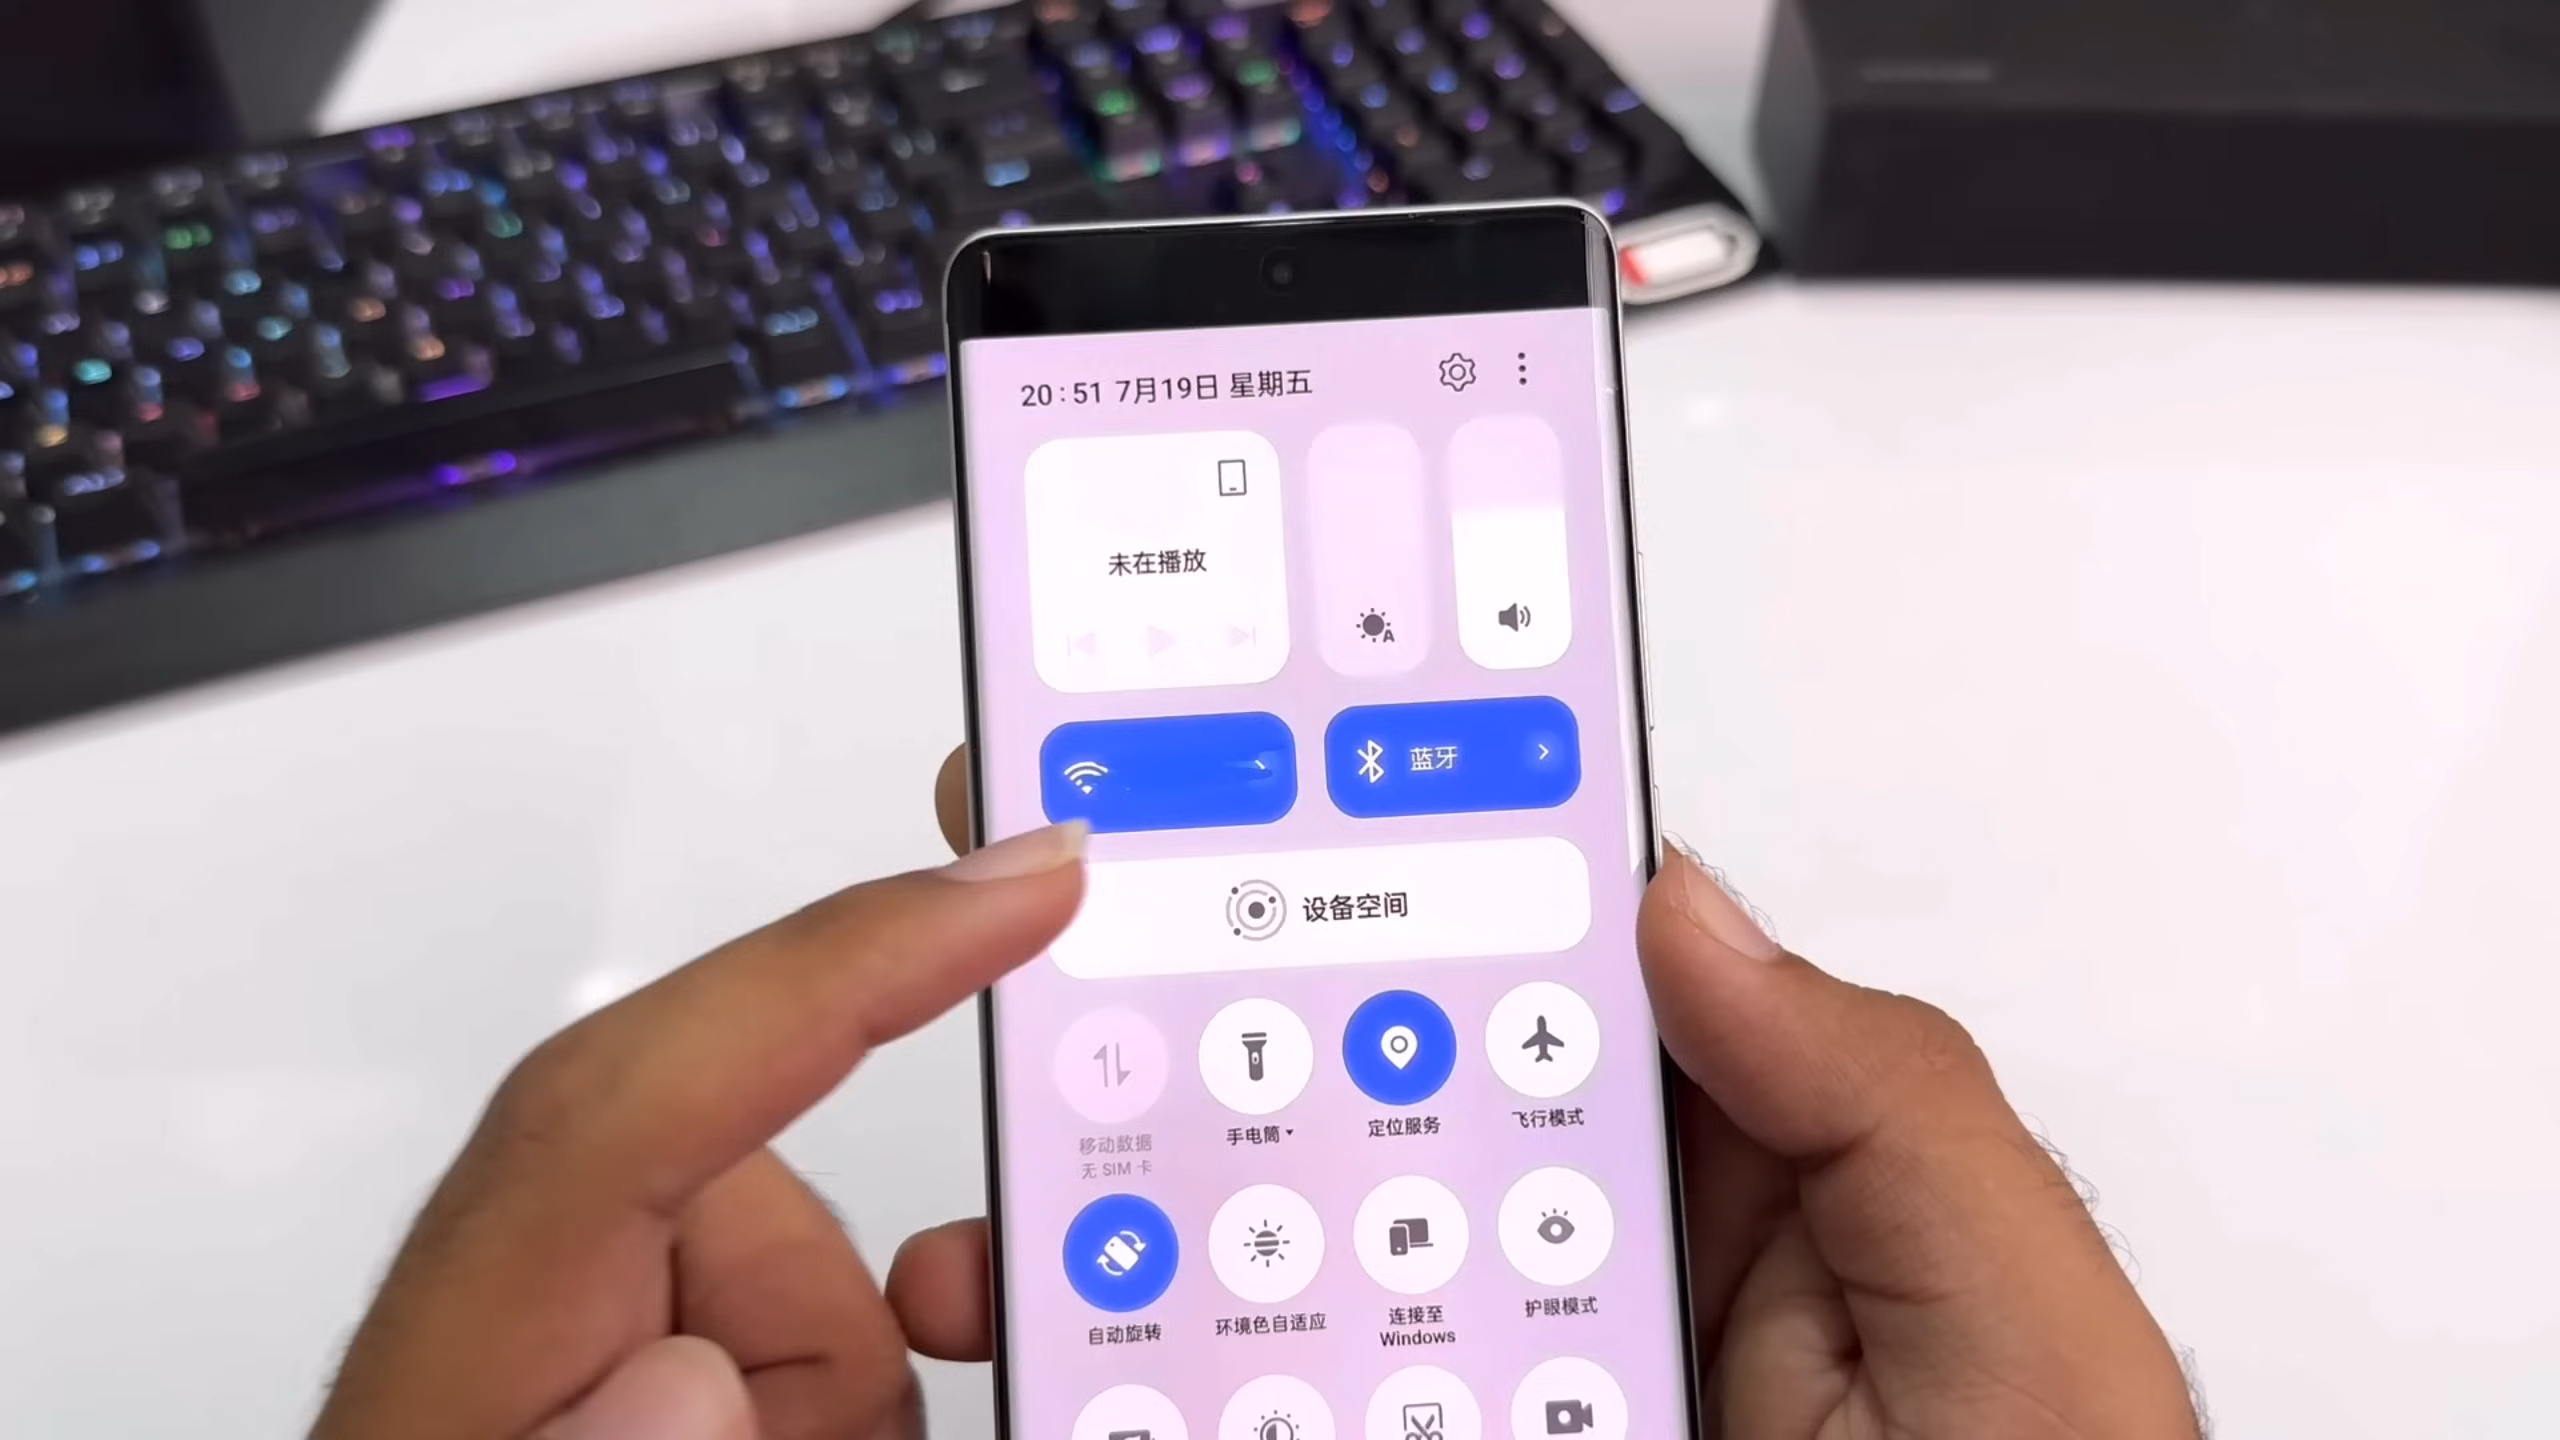 20:51 7月19日 星期五
未在播放
A
蓝牙
设备空间
移动数据
无 SIM 卡
手电筒
定位服务
飞行模式
自动旋转
环境色自适应
连接至
Windows
护眼模式